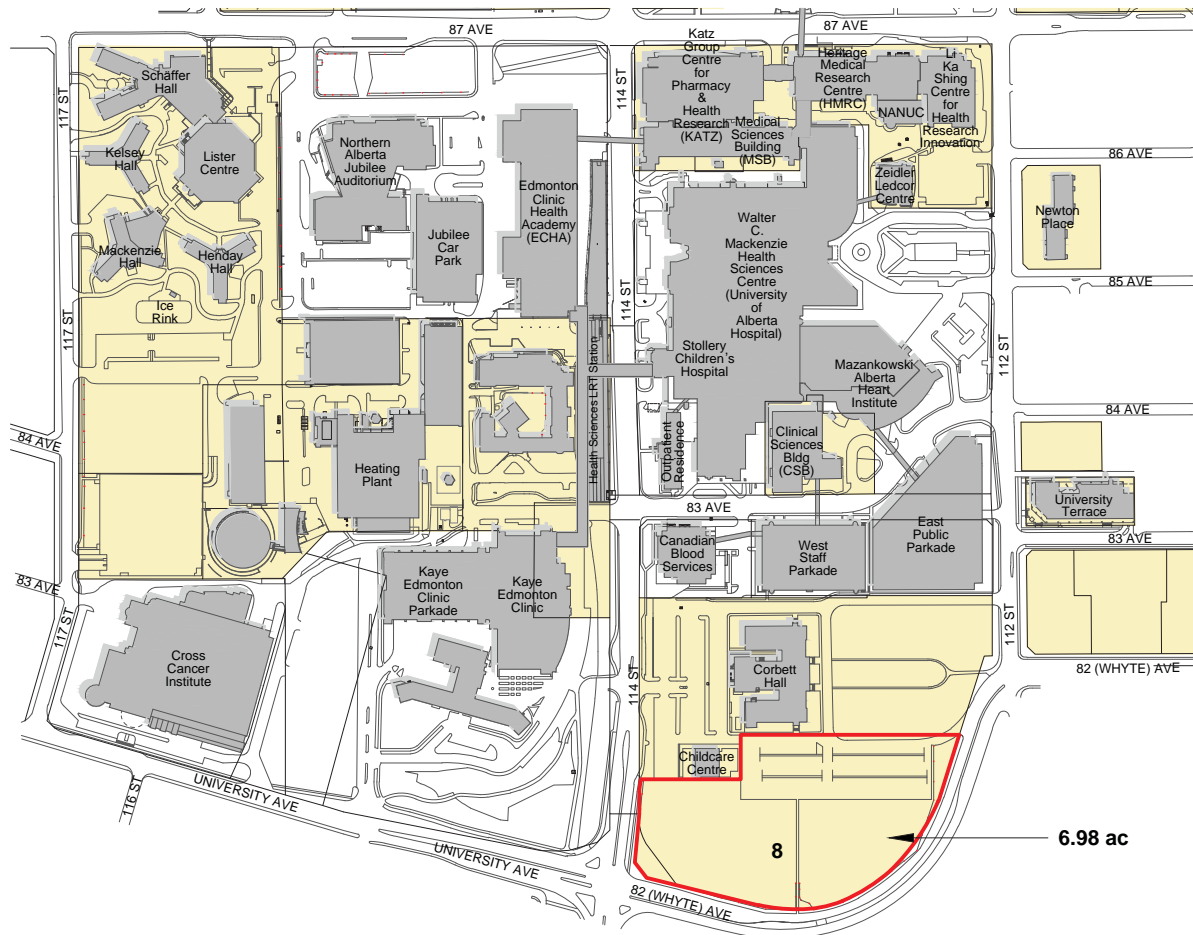 87 AVE
87 AVE
117 ST
114 ST
Schäffer
Hall
Kelsey
Hall
Lister
Centre
Mackenzie
Hall
Henday
Hall
Ice
Rink
Northern
Alberta
Jubilee
Auditorium
Jubilee
Car
Park
Edmonton
Clinic
Health
Academy
(ECHA)
Katz
Group
Centre
for
Pharmacy
&
Health
Research
(KATZ)
Medical
Sciences
Building
(MSB)
Heritage
Medical
Research
Centre
(HMRC)
NANUC
Li
Ka
Shing
Centre
for
Health
Research
Innovation
86 AVE
Zeidler
Ledcor
Centre
Newton
Place
85 AVE
Walter
C.
Mackenzie
Health
Sciences
Centre
(University
of
Alberta
Hospital)
Stollery
Children's
Hospital
114 ST
117 ST
112 ST
Health Sciences LRT Station
Mazankowski
Alberta
Heart
Institute
84 AVE
84 AVE
Outpatient
Residence
Clinical
Sciences
Bldg
(CSB)
Heating
Plant
83 AVE
University
Terrace
83 AVE
83 AVE
Canadian
Blood
Services
West
Staff
Parkade
East
Public
Parkade
Kaye
Edmonton
Clinic
Parkade
Kaye
Edmonton
Clinic
117 ST
112 ST
114 ST
82 (WHYTE) AVE
Cross
Cancer
Institute
Corbett
Hall
Childcare
Centre
116 ST
UNIVERSITY AVE
UNIVERSITY AVE
8
6.98 ac
82 (WHYTE) AVE